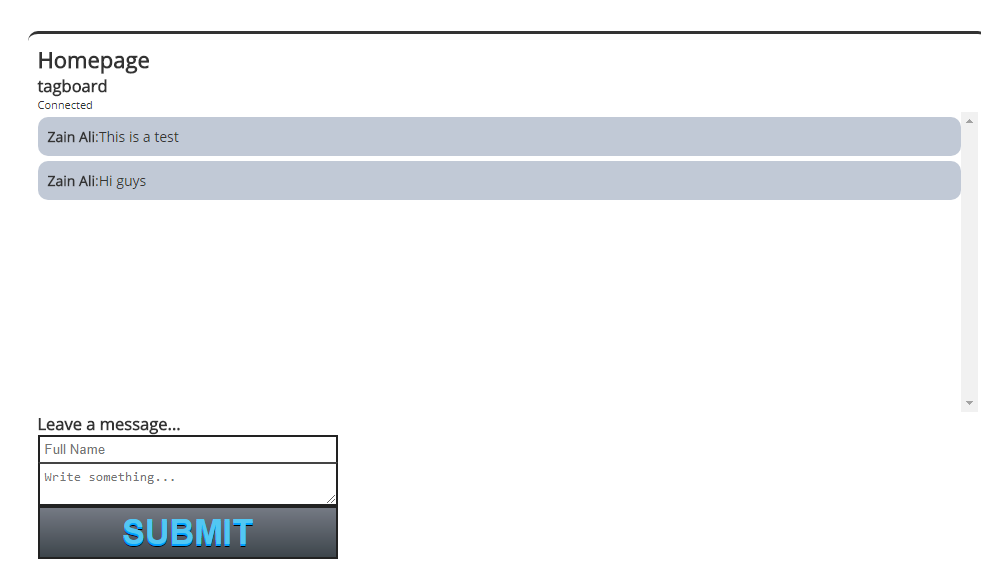 Homepage
tagboard
Connected
Zain Ali:This is a test
Zain Ali:Hi guys
Leave a message...
Full Name
Write something...
SUBMIT